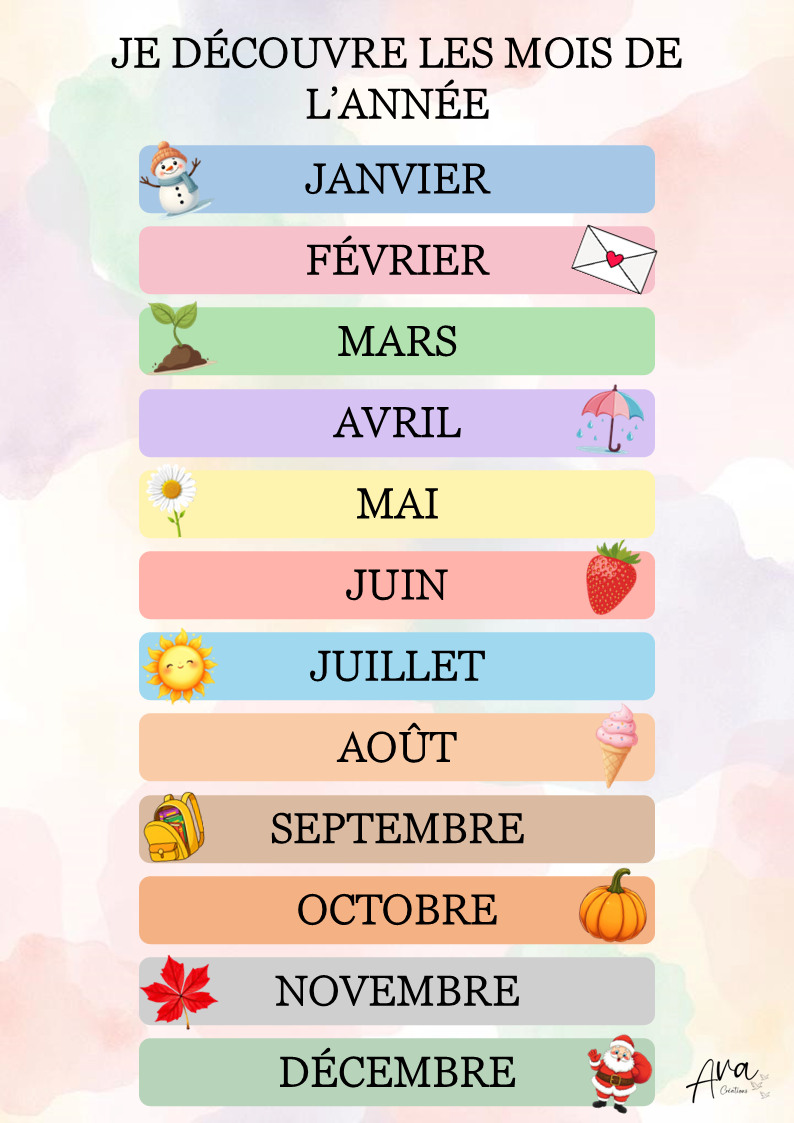 JE DÉCOUVRE LES MOIS DE
L’ANNÉE
JANVIER
FÉVRIER
MARS
AVRIL
MAI
JUIN
JUILLET
AOÛT
SEPTEMBRE
OCTOBRE
NOVEMBRE
DÉCEMBRE
Ara
Créations